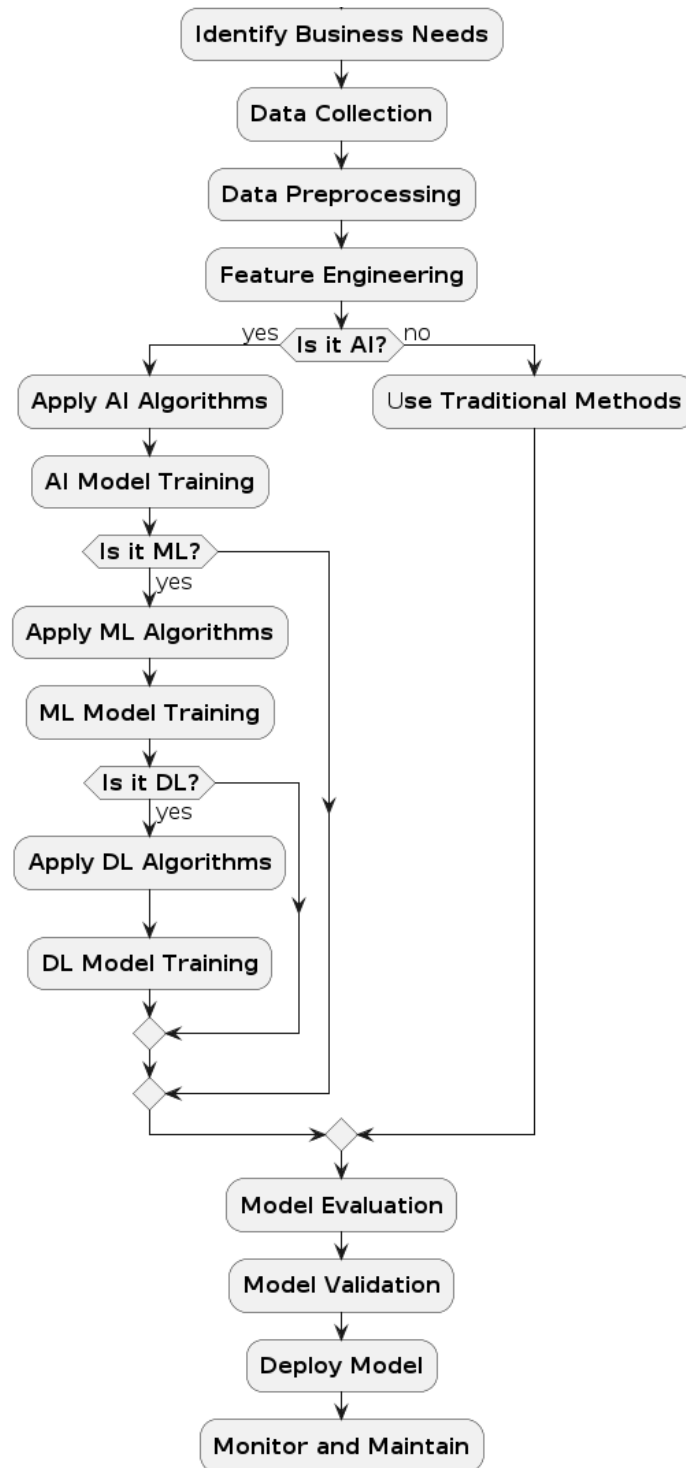 Identify Business Needs
Data Collection
Data Preprocessing
Feature Engineering
yes
Is it AI?
no
Apply AI Algorithms
Use Traditional Methods
AI Model Training
Is it ML?
yes
Apply ML Algorithms
ML Model Training
Is it DL?
yes
Apply DL Algorithms
DL Model Training
Model Evaluation
Model Validation
Deploy Model
Monitor and Maintain